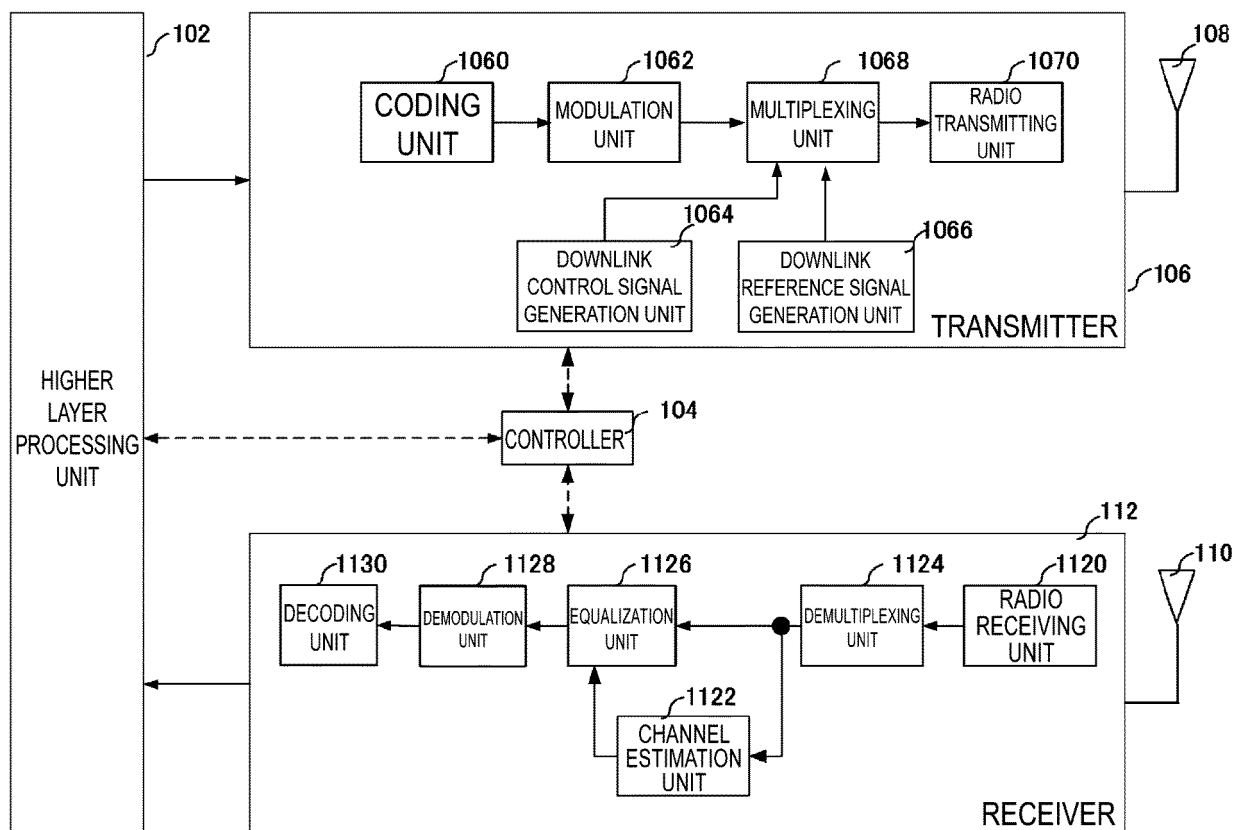 102
108
1060
1062
1068
1070
CODING
UNIT
MODULATION
UNIT
MULTIPLEXING
UNIT
RADIO
TRANSMITTING
UNIT
1064
1066
DOWNLINK
CONTROL SIGNAL
GENERATION UNIT
DOWNLINK
REFERENCE SIGNAL
GENERATION UNIT
106
TRANSMITTER
HIGHER
LAYER
PROCESSING
UNIT
104
CONTROLLER
112
110
1130
1128
1126
1124
1120
DECODING
UNIT
DEMODULATION
UNIT
EQUALIZATION
UNIT
DEMULTIPLEXING
UNIT
RADIO
RECEIVING
UNIT
1122
CHANNEL
ESTIMATION
UNIT
RECEIVER